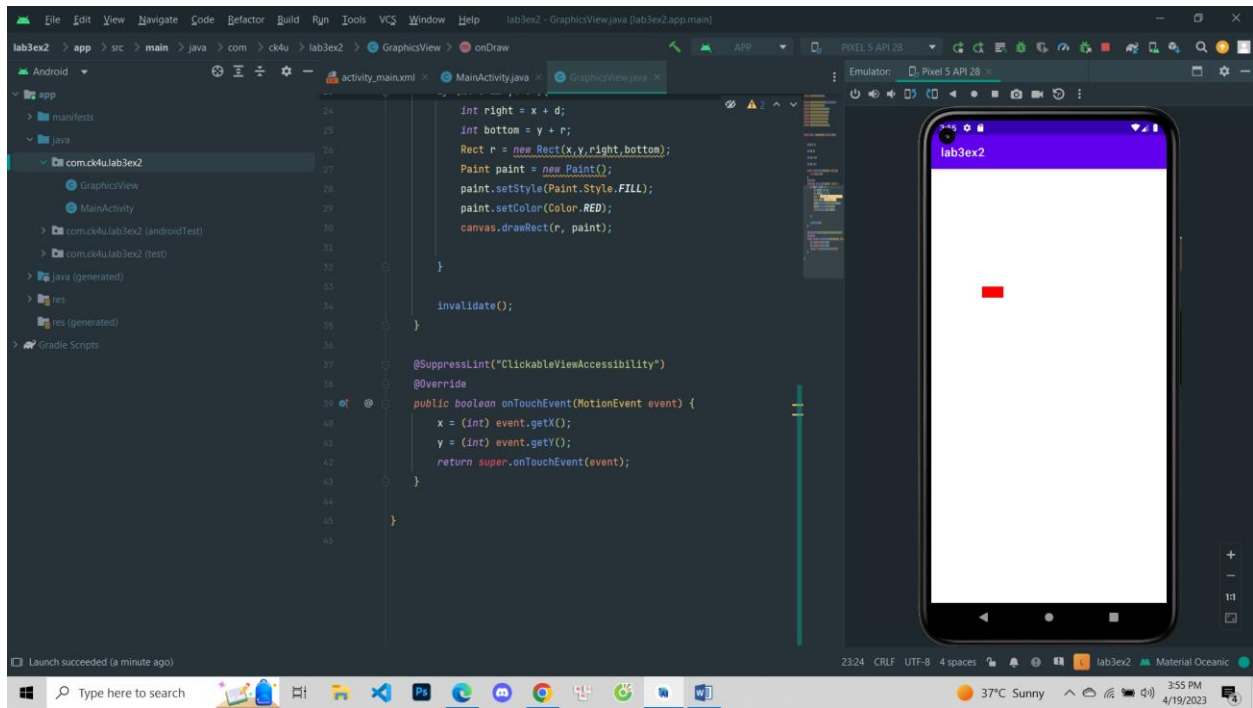 File Edit View Navigate Code Refactor Build Run Tools VCS Window Help lab3ex2 - GraphicsView.java [lab3ex2.app.main]
lab3ex2 > app > src > main > java > com > ck4u > lab3ex2 > GraphicsView > onDraw
APP PIXEL 5 API 28
Android
activity_main.xml × MainActivity.java × GraphicsView.java ×
Emulator: Pixel 5 API 28 ×
app
manifests
java
com.ck4u.lab3ex2
GraphicsView
MainActivity
com.ck4u.lab3ex2 (androidTest)
com.ck4u.lab3ex2 (test)
java (generated)
res
res (generated)
Gradle Scripts
2
24 int right = x + d;
25 int bottom = y + r;
26 Rect r = new Rect(x,y,right,bottom);
27 Paint paint = new Paint();
28 paint.setStyle(Paint.Style.FILL);
29 paint.setColor(Color.RED);
30 canvas.drawRect(r, paint);
31
32 }
33
34 invalidate();
35 }
36
37 @SuppressLint("ClickableViewAccessibility")
38 @Override
39 @ public boolean onTouchEvent(MotionEvent event) {
40 x = (int) event.getX();
41 y = (int) event.getY();
42 return super.onTouchEvent(event);
43 }
45 }
46
3:55
lab3ex2
1:1
Launch succeeded (a minute ago)
23:24 CRLF UTF-8 4 spaces lab3ex2 Material Oceanic
Type here to search
Ps
37°C Sunny
3:55 PM
4/19/2023
4